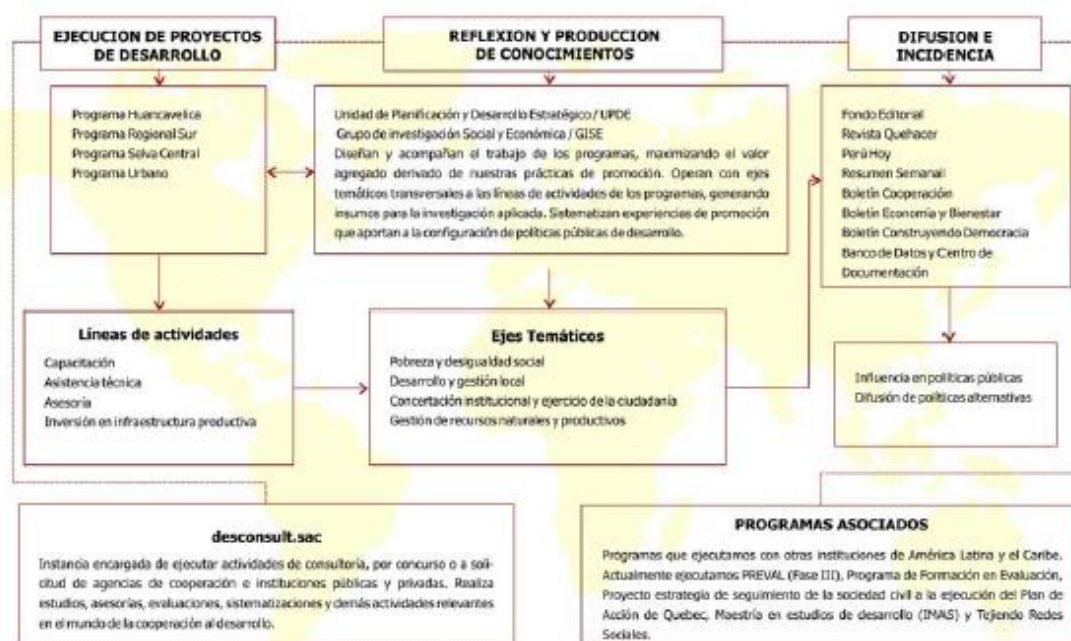 EJECUCION DE PROYECTOS
DE DESARROLLO
REFLEXION Y PRODUCCION
DE CONOCIMIENTOS
DIFUSION E
INCIDENCIA
Programa Huancavelica
Programa Regional Sur
Programa Selva Central
Programa Urbano
Unidad de Planificación y Desarrollo Estratégico / UPDE
Grupo de investigación Social y Económica / GISE
Diseñan y acompañan el trabajo de los programas, maximizando el valor
agregado derivado de nuestras prácticas de promoción. Operan con ejes
temáticos transversales a las líneas de actividades de los programas, generando
insumos para la investigación aplicada. Sistematizan experiencias de promoción
que aportan a la configuración de políticas públicas de desarrollo.
Fondo Editorial
Revista Quehacer
Perú Hoy
Resumen Semanal
Boletín Cooperación
Boletín Economía y Bienestar
Boletín Construyendo Democracia
Banco de Datos y Centro de
Documentación
Líneas de actividades
Capacitación
Asistencia técnica
Asesoría
Inversión en infraestructura productiva
Ejes Temáticos
Pobreza y desigualdad social
Desarrollo y gestión local
Concertación institucional y ejercicio de la ciudadanía
Gestión de recursos naturales y productivos
Influencia en políticas públicas
Difusión de políticas alternativas
desconsult.sac
Instancia encargada de ejecutar actividades de consultoría, por concurso o a soli-
citud de agencias de cooperación e instituciones públicas y privadas. Realiza
estudios, asesorías, evaluaciones, sistematizaciones y demás actividades relevantes
en el mundo de la cooperación al desarrollo.
PROGRAMAS ASOCIADOS
Programas que ejecutamos con otras instituciones de América Latina y el Caribe.
Actualmente ejecutamos PREVAL (Fase III), Programa de Formación en Evaluación,
Proyecto estrategia de seguimiento de la sociedad civil a la ejecución del Plan de
Acción de Quebec, Maestría en estudios de desarrollo (IMAS) y Tejiendo Redes
Sociales.